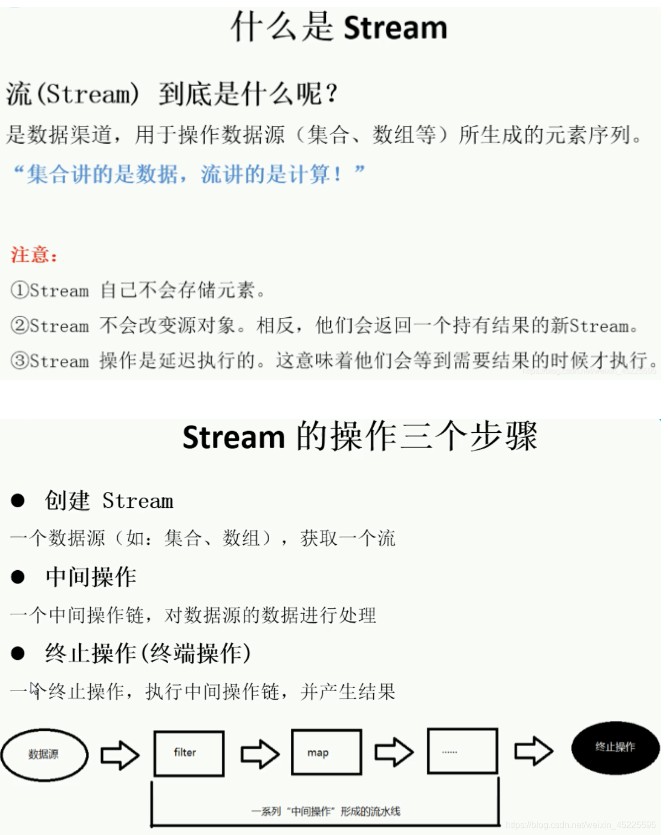 什么是 Stream
流(Stream) 到底是什么呢？
是数据渠道，用于操作数据源（集合、数组等）所生成的元素序列。
“集合讲的是数据，流讲的是计算！”
注意：
①Stream 自己不会存储元素。
②Stream 不会改变源对象。相反，他们会返回一个持有结果的新Stream。
③Stream 操作是延迟执行的。这意味着他们会等到需要结果的时候才执行。
Stream 的操作三个步骤
● 创建 Stream
一个数据源（如：集合、数组），获取一个流
● 中间操作
一个中间操作链，对数据源的数据进行处理
● 终止操作(终端操作)
一个终止操作，执行中间操作链，并产生结果
数据源
filter
map
......
终止操作
一系列“中间操作”形成的流水线